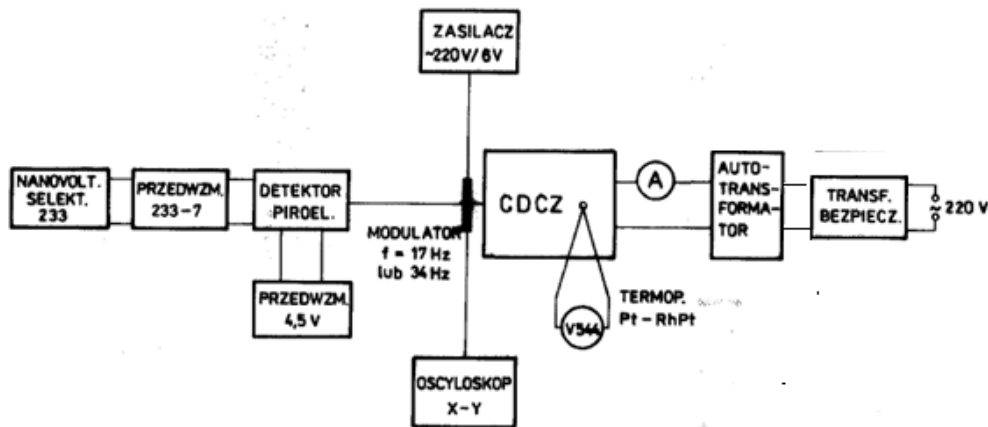 ZASILACZ
~220V/6V
NANOVOLT.
SELEKT.
233
PRZEDWZM.
233-7
DETEKTOR
PIROEL.
PRZEDWZM.
4,5 V
MODULATOR
f = 17 Hz
lub 34 Hz
CDCZ
A
AUTO-
TRANS-
FORMA-
TOR
TRANSF.
BEZPIECZ.
~ 220 V
V544
TERMOP.
Pt - RhPt
OSCYLOSKOP
X-Y